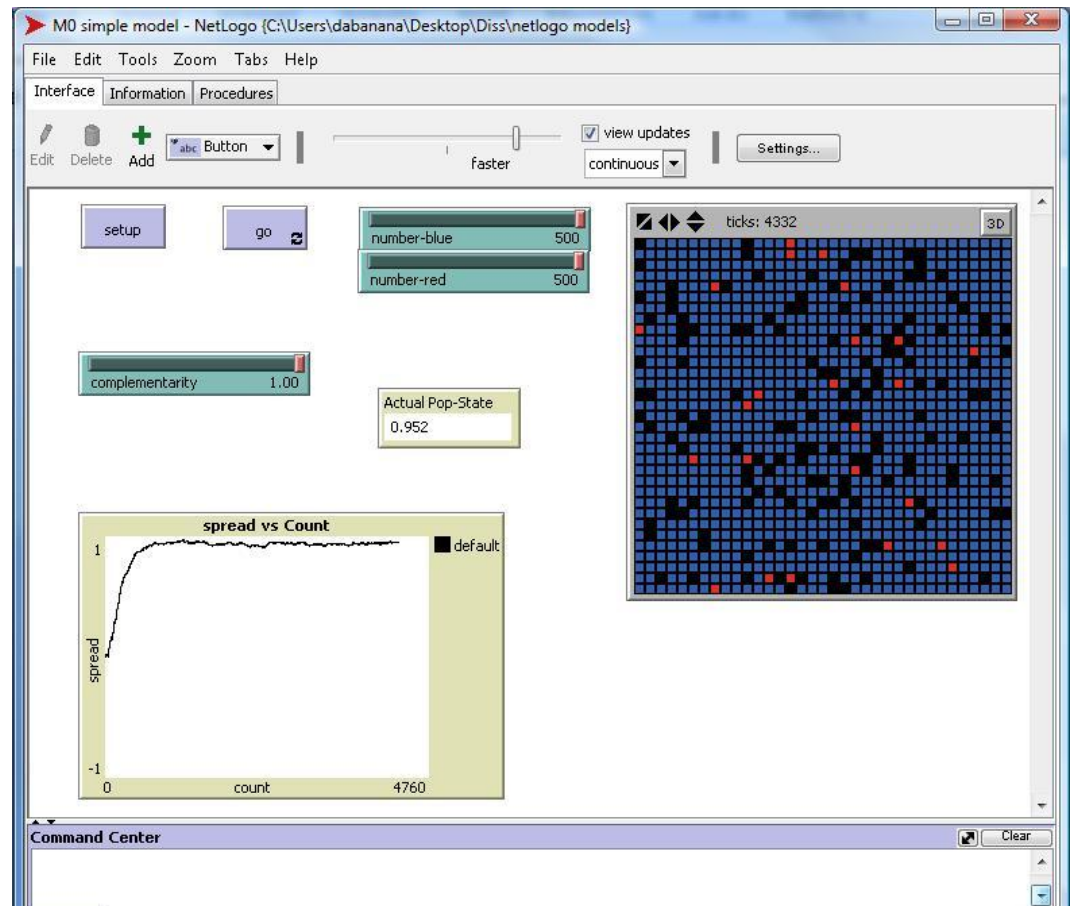 M0 simple model - NetLogo {C:\Users\dabanana\Desktop\Diss\netlogo models}
File Edit Tools Zoom Tabs Help
Interface Information Procedures
Edit Delete Add abc Button faster view updates continuous Settings...
setup go
number-blue 500
number-red 500
complementarity 1.00
Actual Pop-State
0.952
ticks: 4332 3D
spread vs Count
1
default
spread
-1
0 count 4760
Command Center Clear